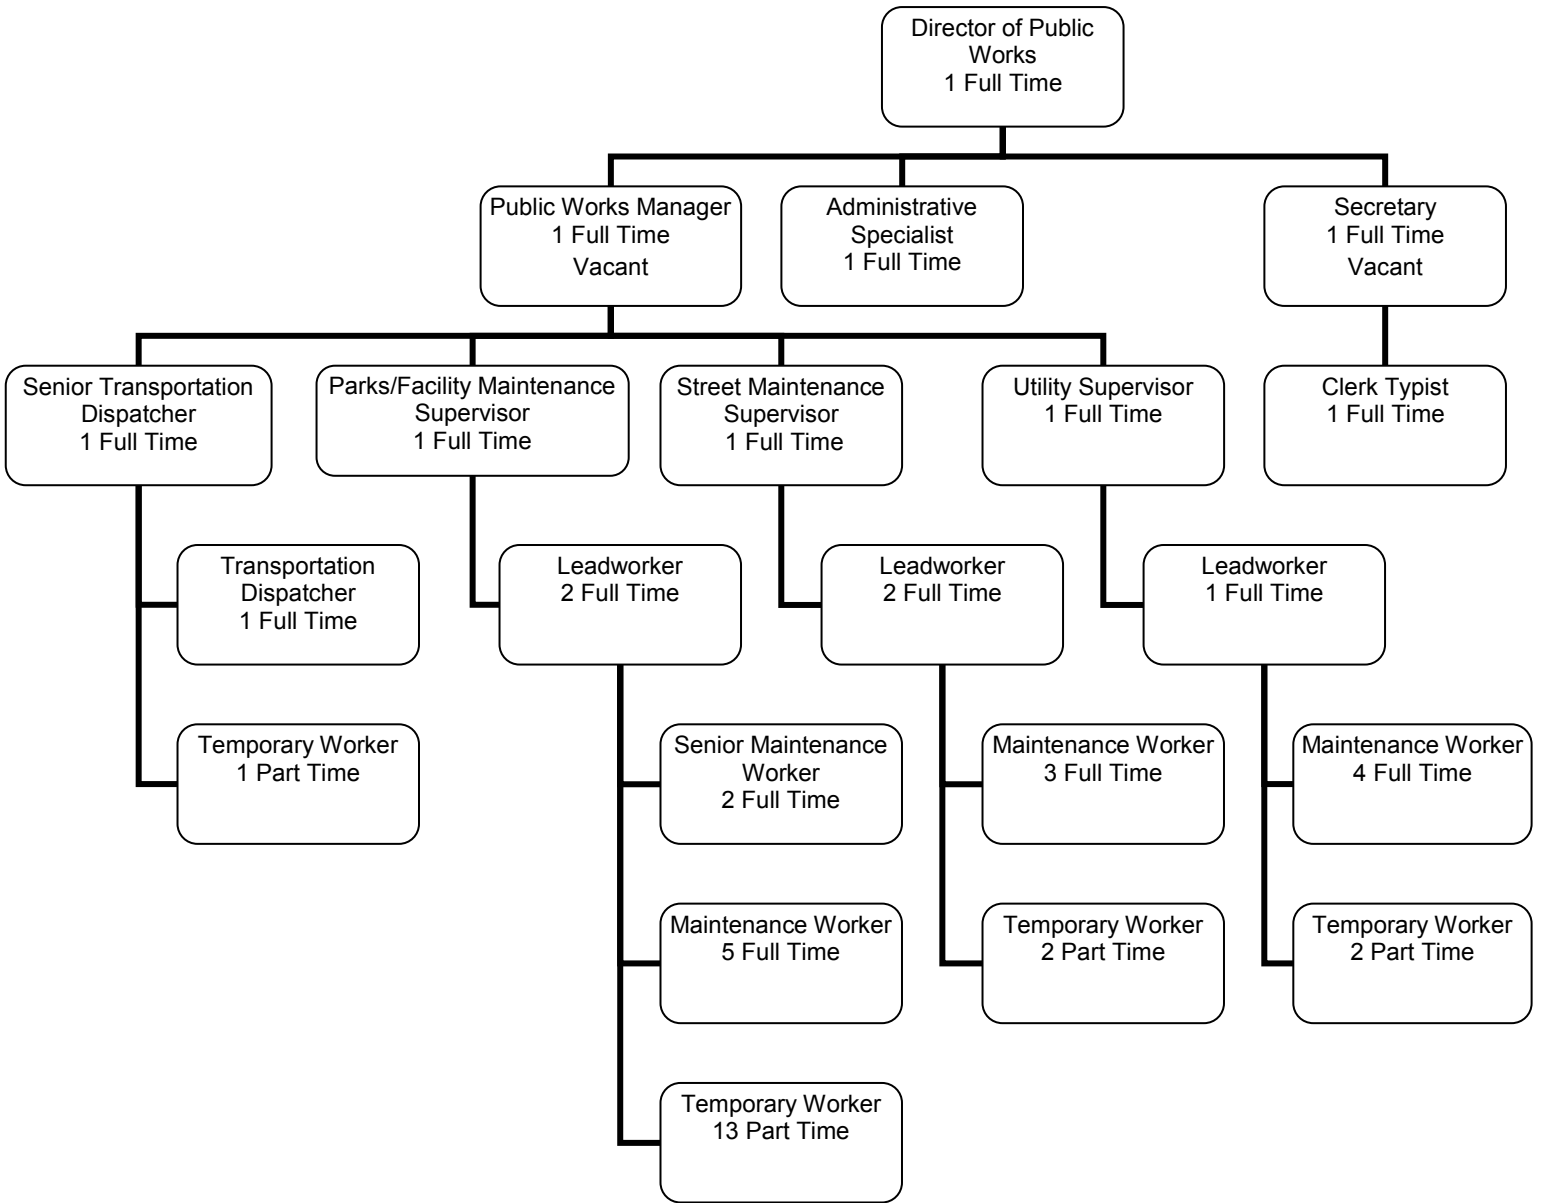 Director of Public
Works
1 Full Time
Public Works Manager
1 Full Time
Vacant
Administrative
Specialist
1 Full Time
Secretary
1 Full Time
Vacant
Senior Transportation
Dispatcher
1 Full Time
Parks/Facility Maintenance
Supervisor
1 Full Time
Street Maintenance
Supervisor
1 Full Time
Utility Supervisor
1 Full Time
Clerk Typist
1 Full Time
Transportation
Dispatcher
1 Full Time
Leadworker
2 Full Time
Leadworker
2 Full Time
Leadworker
1 Full Time
Temporary Worker
1 Part Time
Senior Maintenance
Worker
2 Full Time
Maintenance Worker
3 Full Time
Maintenance Worker
4 Full Time
Maintenance Worker
5 Full Time
Temporary Worker
2 Part Time
Temporary Worker
2 Part Time
Temporary Worker
13 Part Time